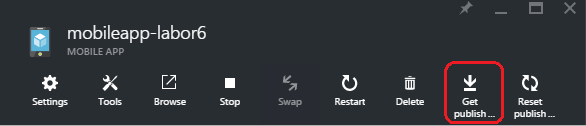 mobileapp-labor6
MOBILE APP
Settings
Tools
Browse
Stop
Swap
Restart
Delete
Get
publish ...
Reset
publish ...